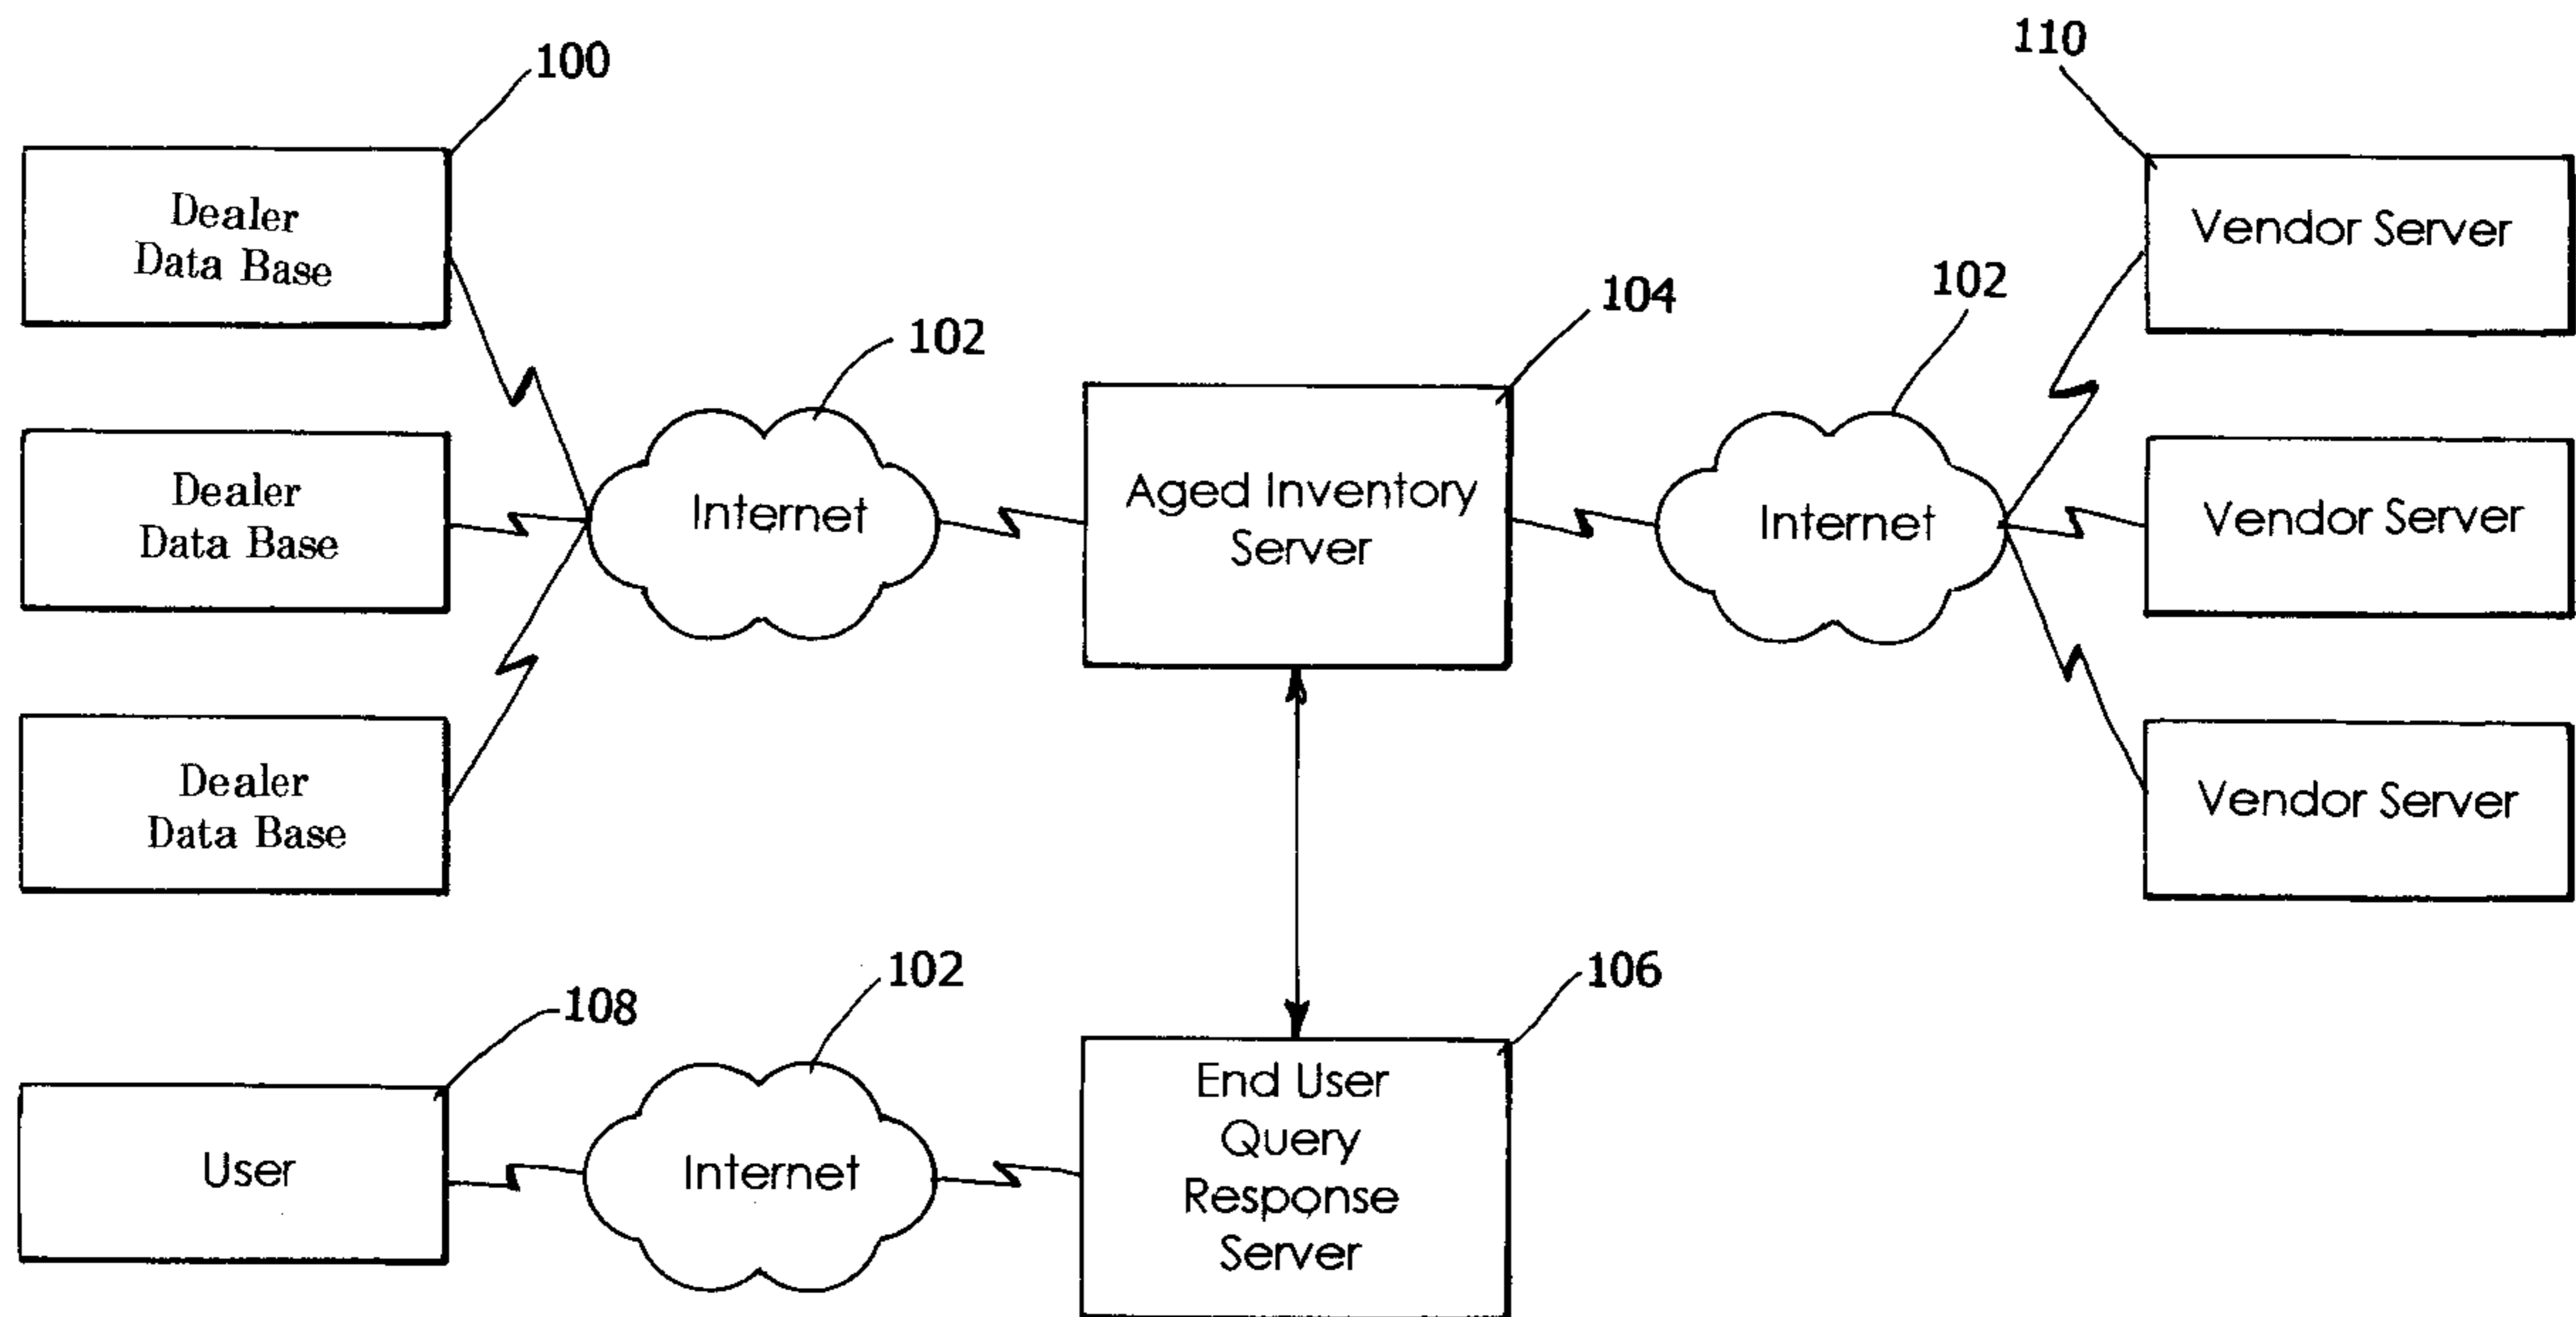 100
110
Dealer
Data Base
Vendor Server
104
102
102
Dealer
Data Base
Internet
Aged Inventory
Server
Internet
Vendor Server
Dealer
Data Base
Vendor Server
102
106
108
User
Internet
End User
Query
Response
Server